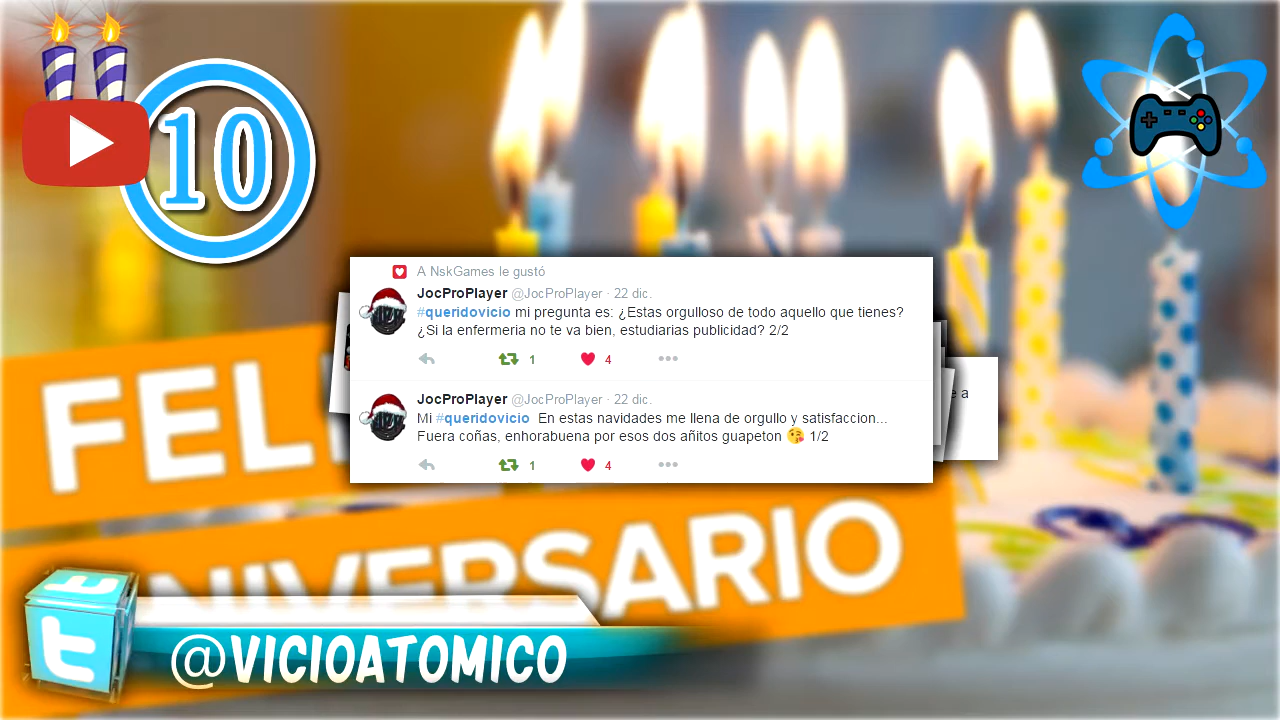 10
A NskGames le gustó
JocProPlayer @JocProPlayer · 22 dic.
#queridovicio mi pregunta es: ¿Estas orgulloso de todo aquello que tienes?
¿Si la enfermeria no te va bien, estudiarias publicidad? 2/2
1 4
JocProPlayer @JocProPlayer · 22 dic.
Mi #queridovicio En estas navidades me llena de orgullo y satisfaccion...
Fuera coñas, enhorabuena por esos dos añitos guapeton 😘 1/2
1 4
e a
FEL
NIVERSARIO
@VICIOATOMICO